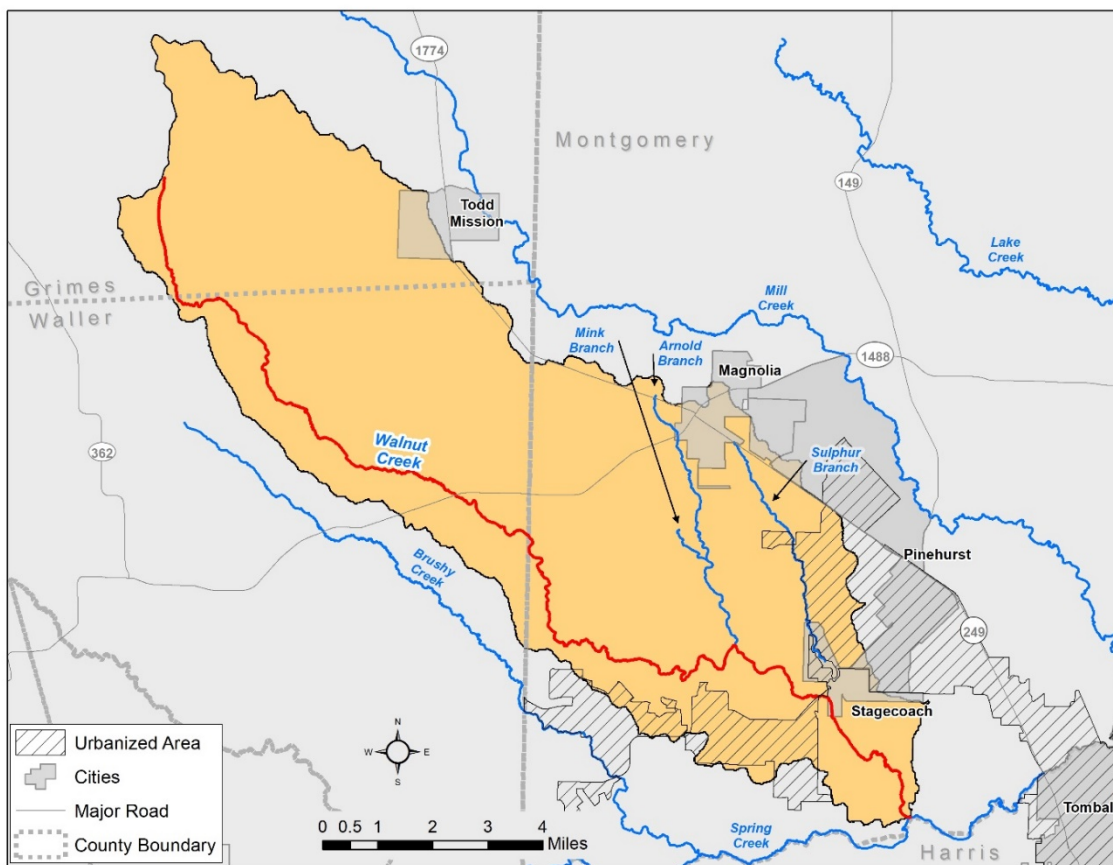 1774
Montgomery
149
Todd
Mission
Lake
Creek
Grimes
Waller
Mill
Creek
Mink
Branch
Arnold
Branch
1488
Magnolia
362
Walnut
Creek
Sulphur
Branch
Brushy
Creek
Pinehurst
249
Stagecoach
Urbanized Area
Cities
Major Road
County Boundary
N
W E
S
0 0.5 1 2 3 4
Miles
Spring
Creek
Harris
Tombal